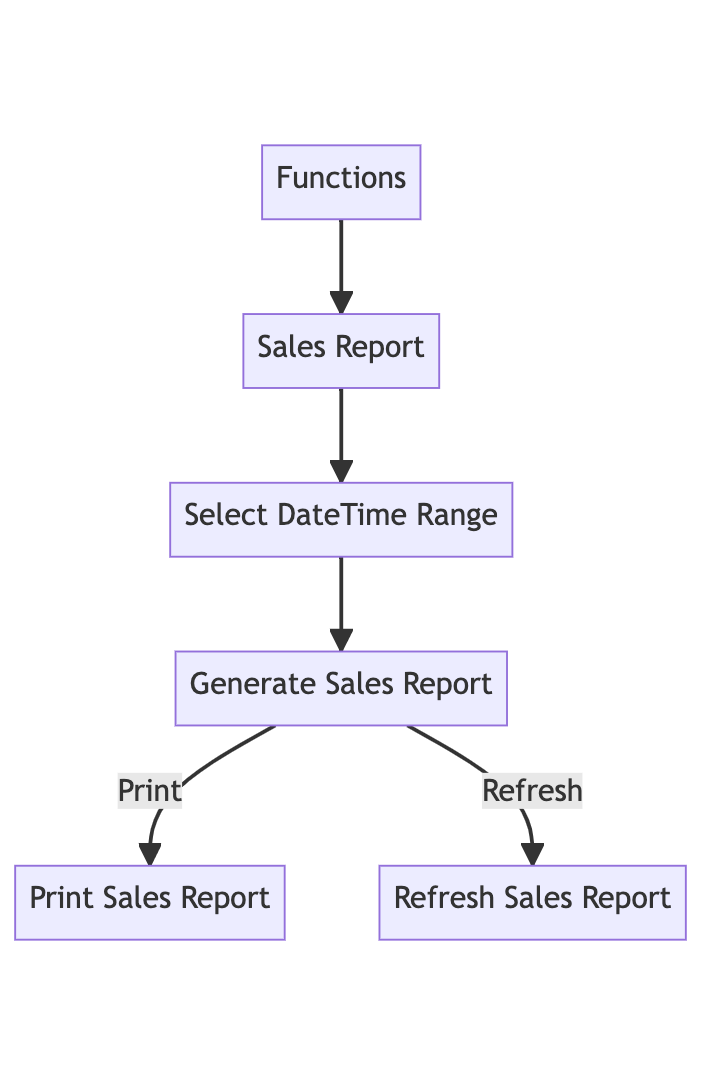 Functions
Sales Report
Select DateTime Range
Generate Sales Report
Print
Refresh
Print Sales Report
Refresh Sales Report